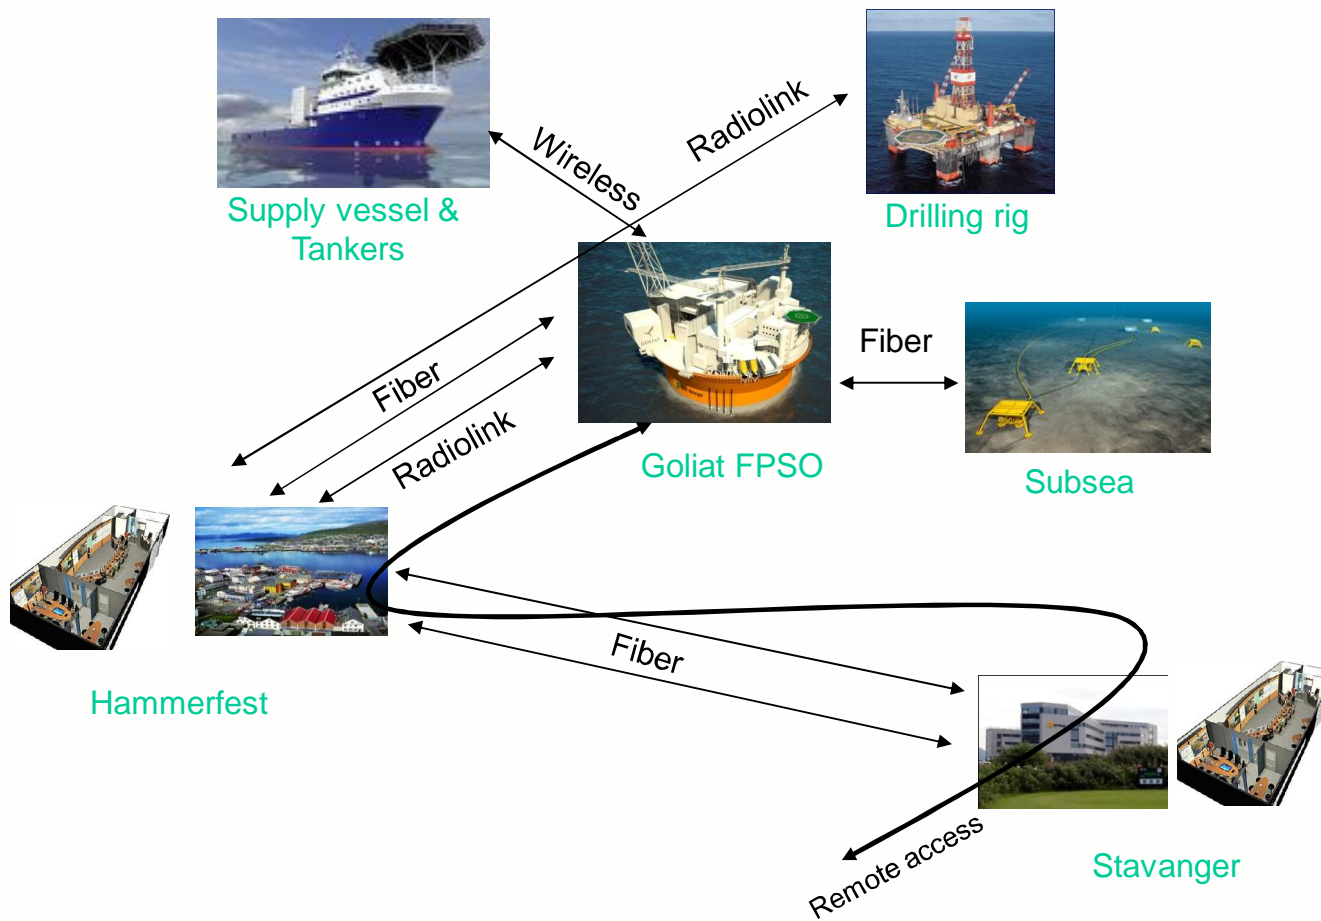 Radiolink
Wireless
Supply vessel &
Tankers
Drilling rig
Fiber
Fiber
Radiolink
Goliat FPSO
Subsea
Fiber
Hammerfest
Stavanger
Remote access